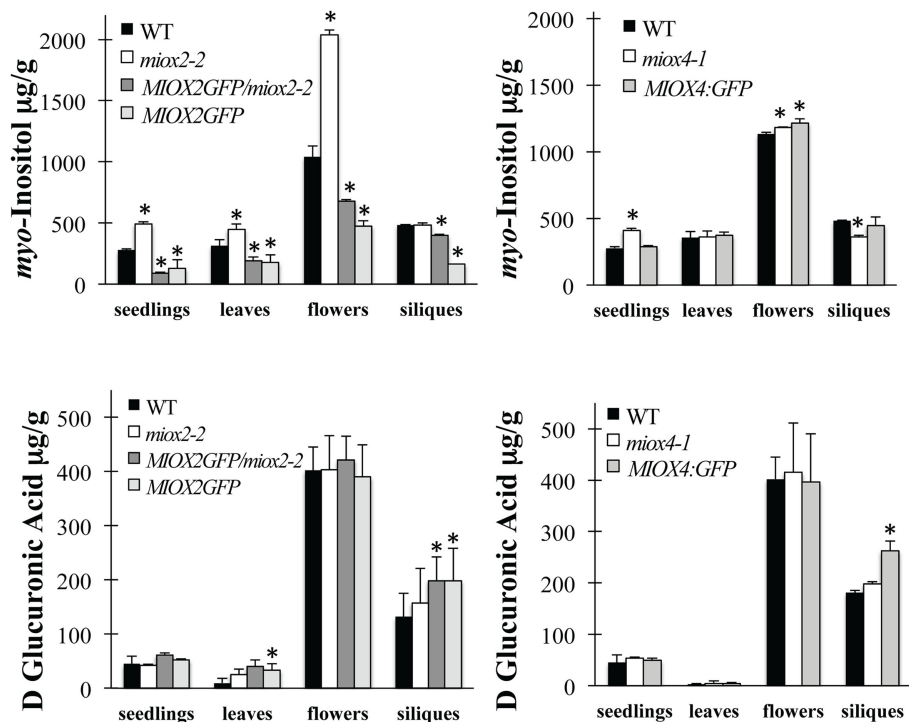 myo-Inositol µg/g
2000
1500
1000
500
0
WT
miox2-2
MIOX2GFP/miox2-2
MIOX2GFP
* * * * * * * * * * *
seedlings leaves flowers siliques
myo-Inositol µg/g
2000
1500
1000
500
0
WT
miox4-1
MIOX4:GFP
* * * *
seedlings leaves flowers siliques
D Glucuronic Acid µg/g
500
400
300
200
100
0
WT
miox2-2
MIOX2GFP/miox2-2
MIOX2GFP
* * *
seedlings leaves flowers siliques
D Glucuronic Acid µg/g
500
400
300
200
100
0
WT
miox4-1
MIOX4:GFP
*
seedlings leaves flowers siliques